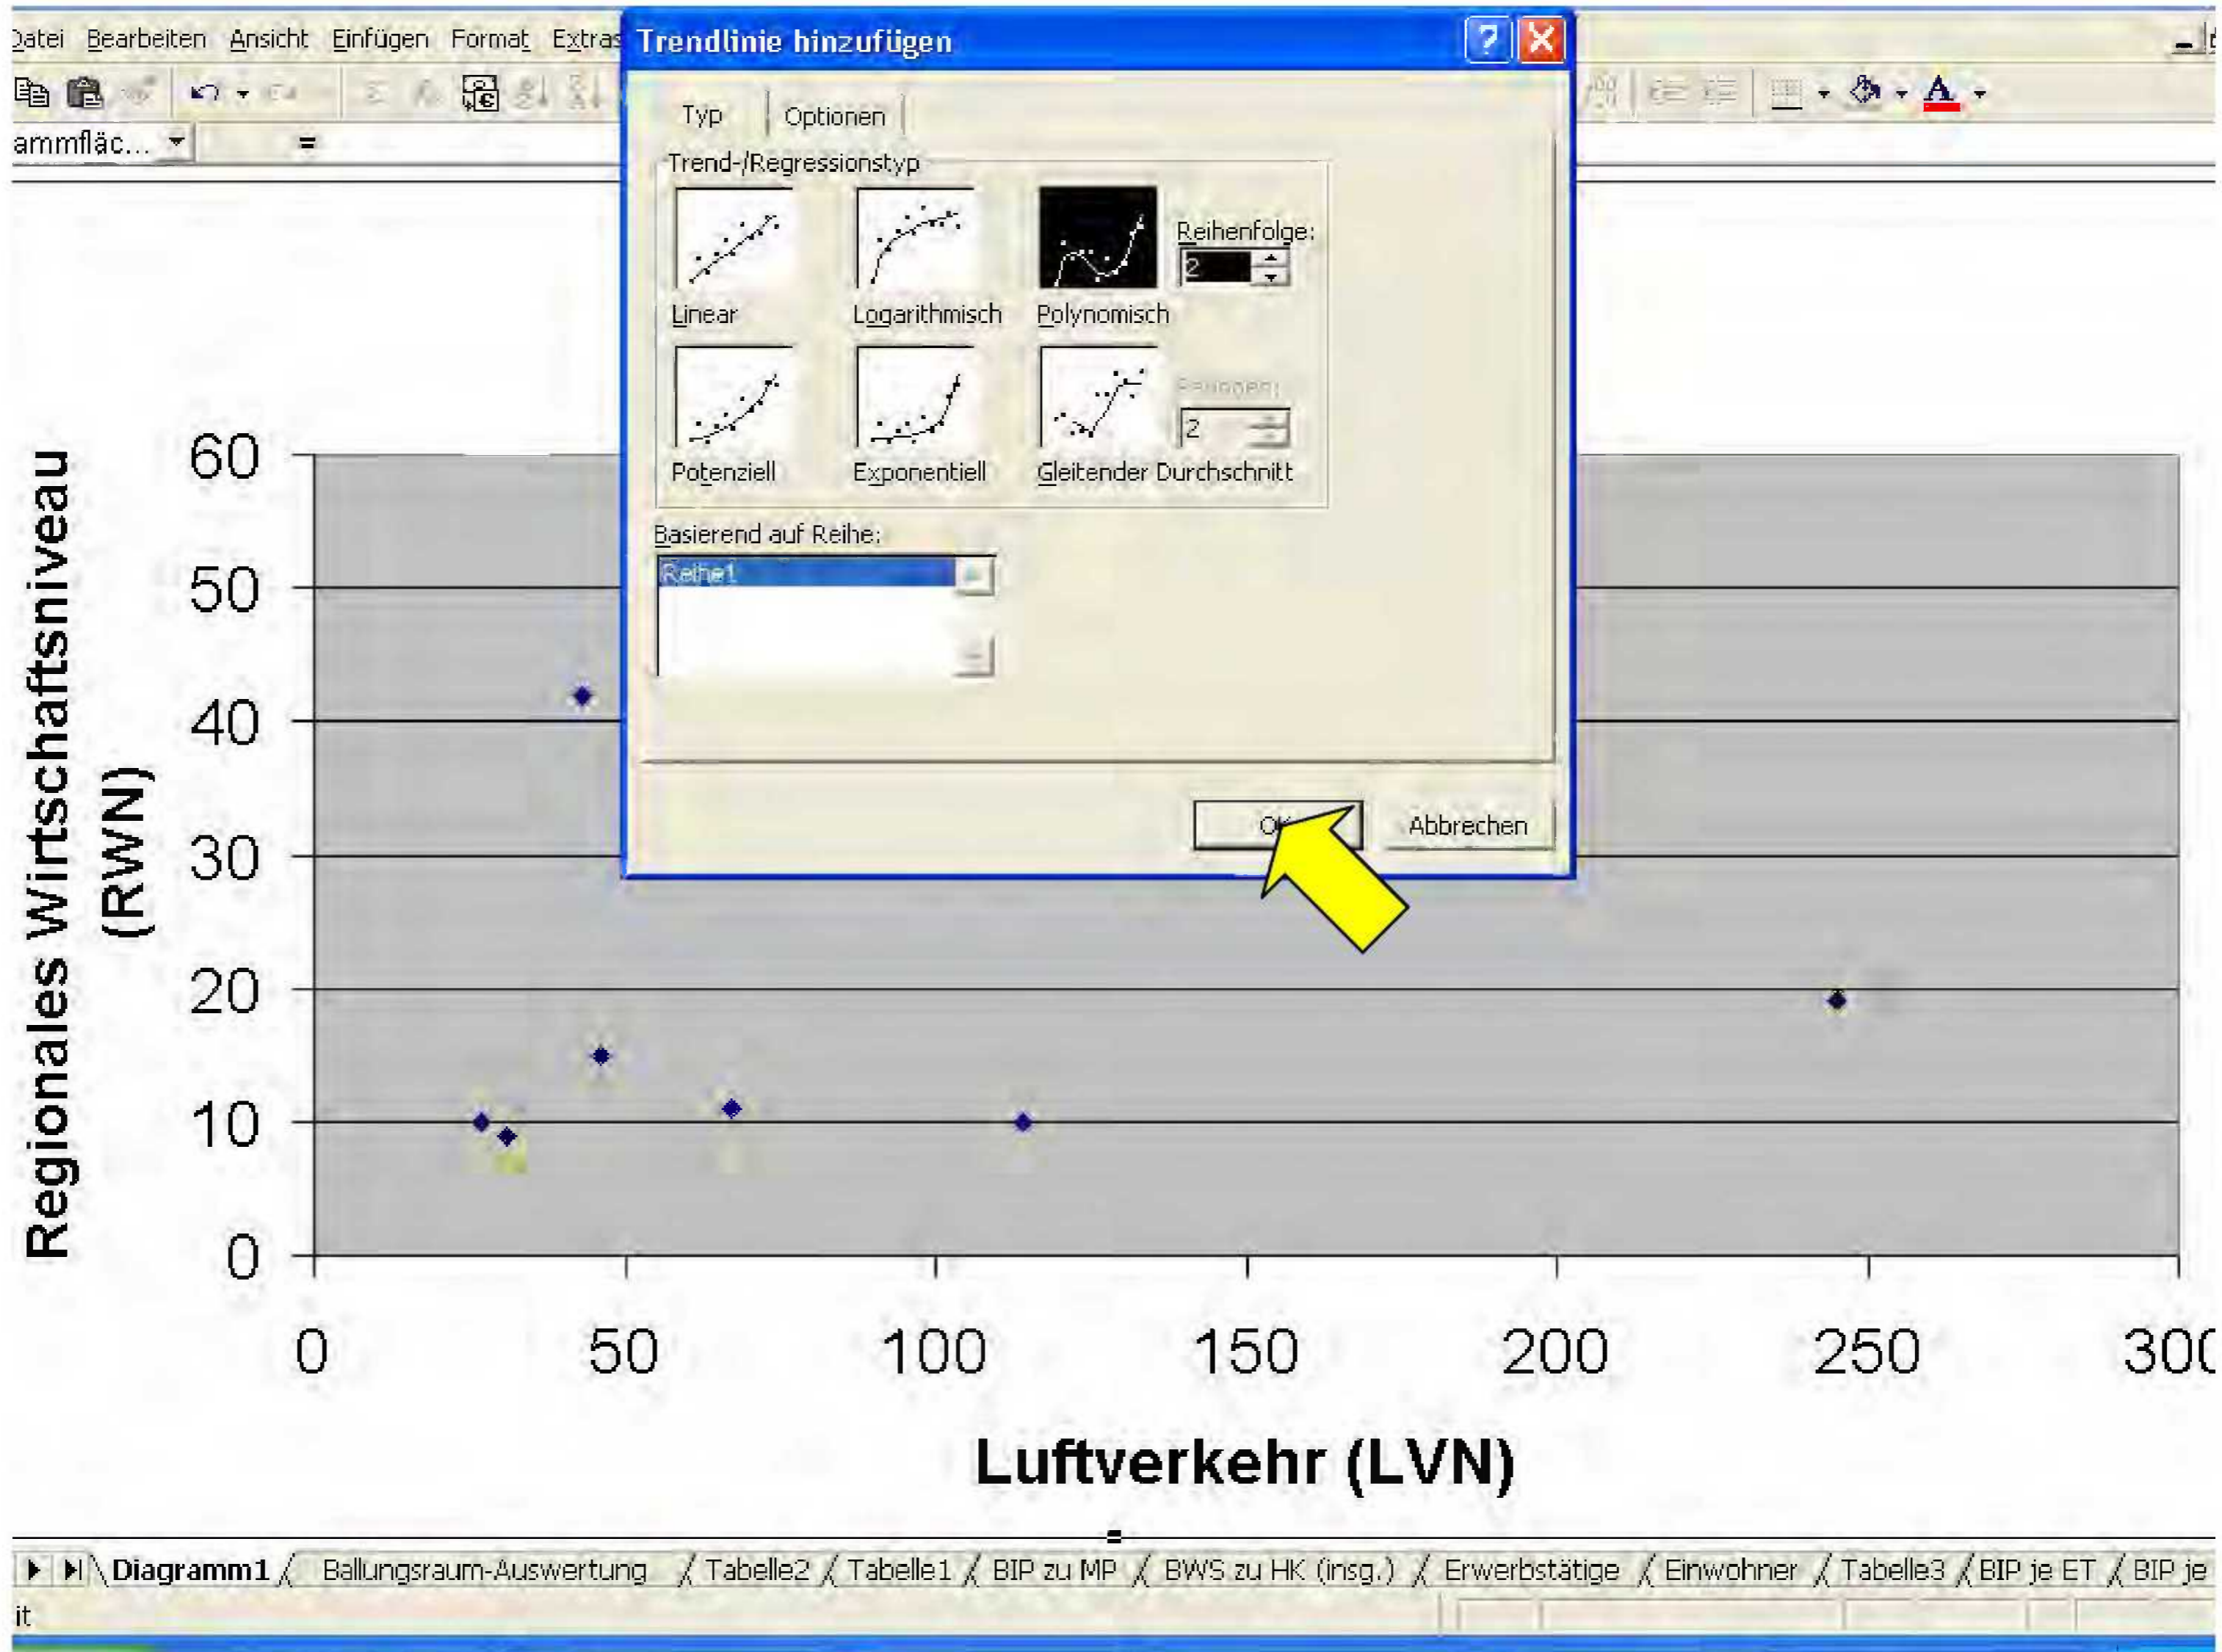 Datei Bearbeiten Ansicht Einfügen Format Extras
Trendlinie hinzufügen
ammfläc... =
Typ Optionen
Trend-/Regressionstyp
Reihenfolge:
2
Linear Logarithmisch Polynomisch
2
Potenziell Exponentiell Gleitender Durchschnitt
Basierend auf Reihe:
Reihe1
OK Abbrechen
Regionales Wirtschaftsniveau
(RWN)
60
50
40
30
20
10
0
0 50 100 150 200 250 300
Luftverkehr (LVN)
Diagramm1 Ballungsraum-Auswertung Tabelle2 Tabelle1 BIP zu MP BWS zu HK (insg.) Erwerbstätige Einwohner Tabelle3 BIP je ET BIP je
it